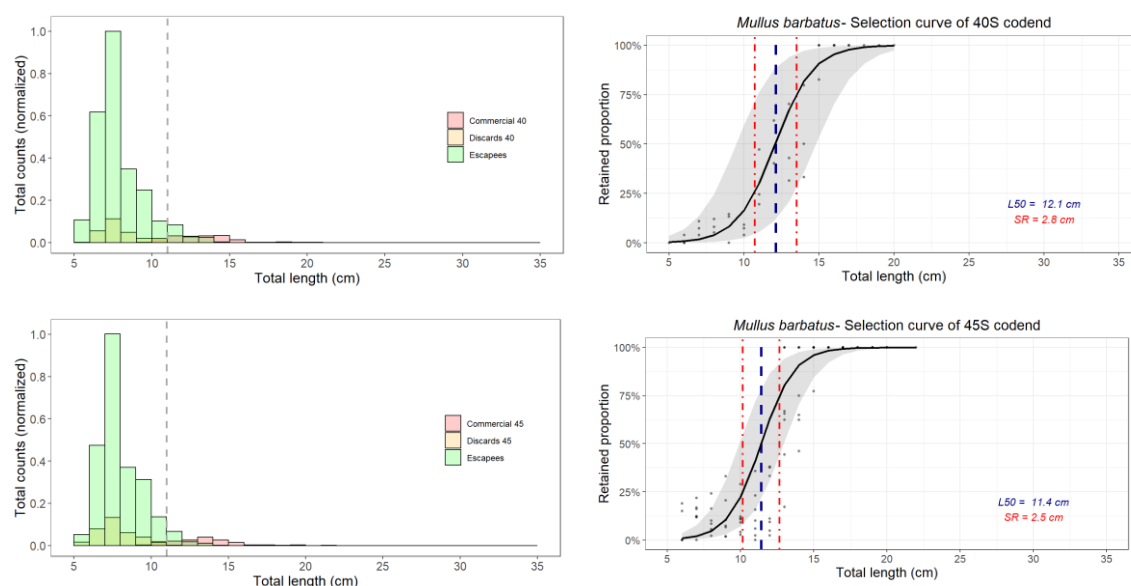 Total counts (normalized)
1.0
0.8
0.6
0.4
0.2
0.0
Commercial 40
Discards 40
Escapees
5 10 15 20 25 30 35
Total length (cm)
Mullus barbatus- Selection curve of 40S codend
Retained proportion
100%
75%
50%
25%
0%
L50 = 12.1 cm
SR = 2.8 cm
5 10 15 20 25 30 35
Total length (cm)
Total counts (normalized)
1.0
0.8
0.6
0.4
0.2
0.0
Commercial 45
Discards 45
Escapees
5 10 15 20 25 30 35
Total length (cm)
Mullus barbatus- Selection curve of 45S codend
Retained proportion
100%
75%
50%
25%
0%
L50 = 11.4 cm
SR = 2.5 cm
5 10 15 20 25 30 35
Total length (cm)